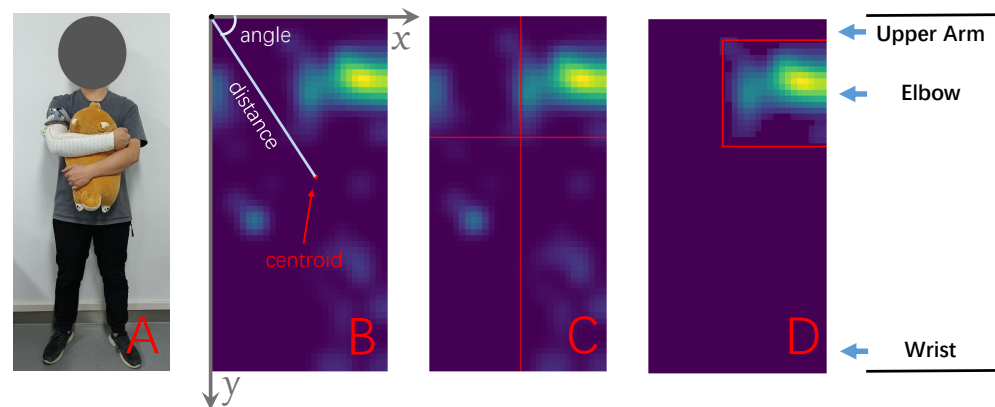 A
angle
x
distance
centroid
y
B
C
D
Upper Arm
Elbow
Wrist